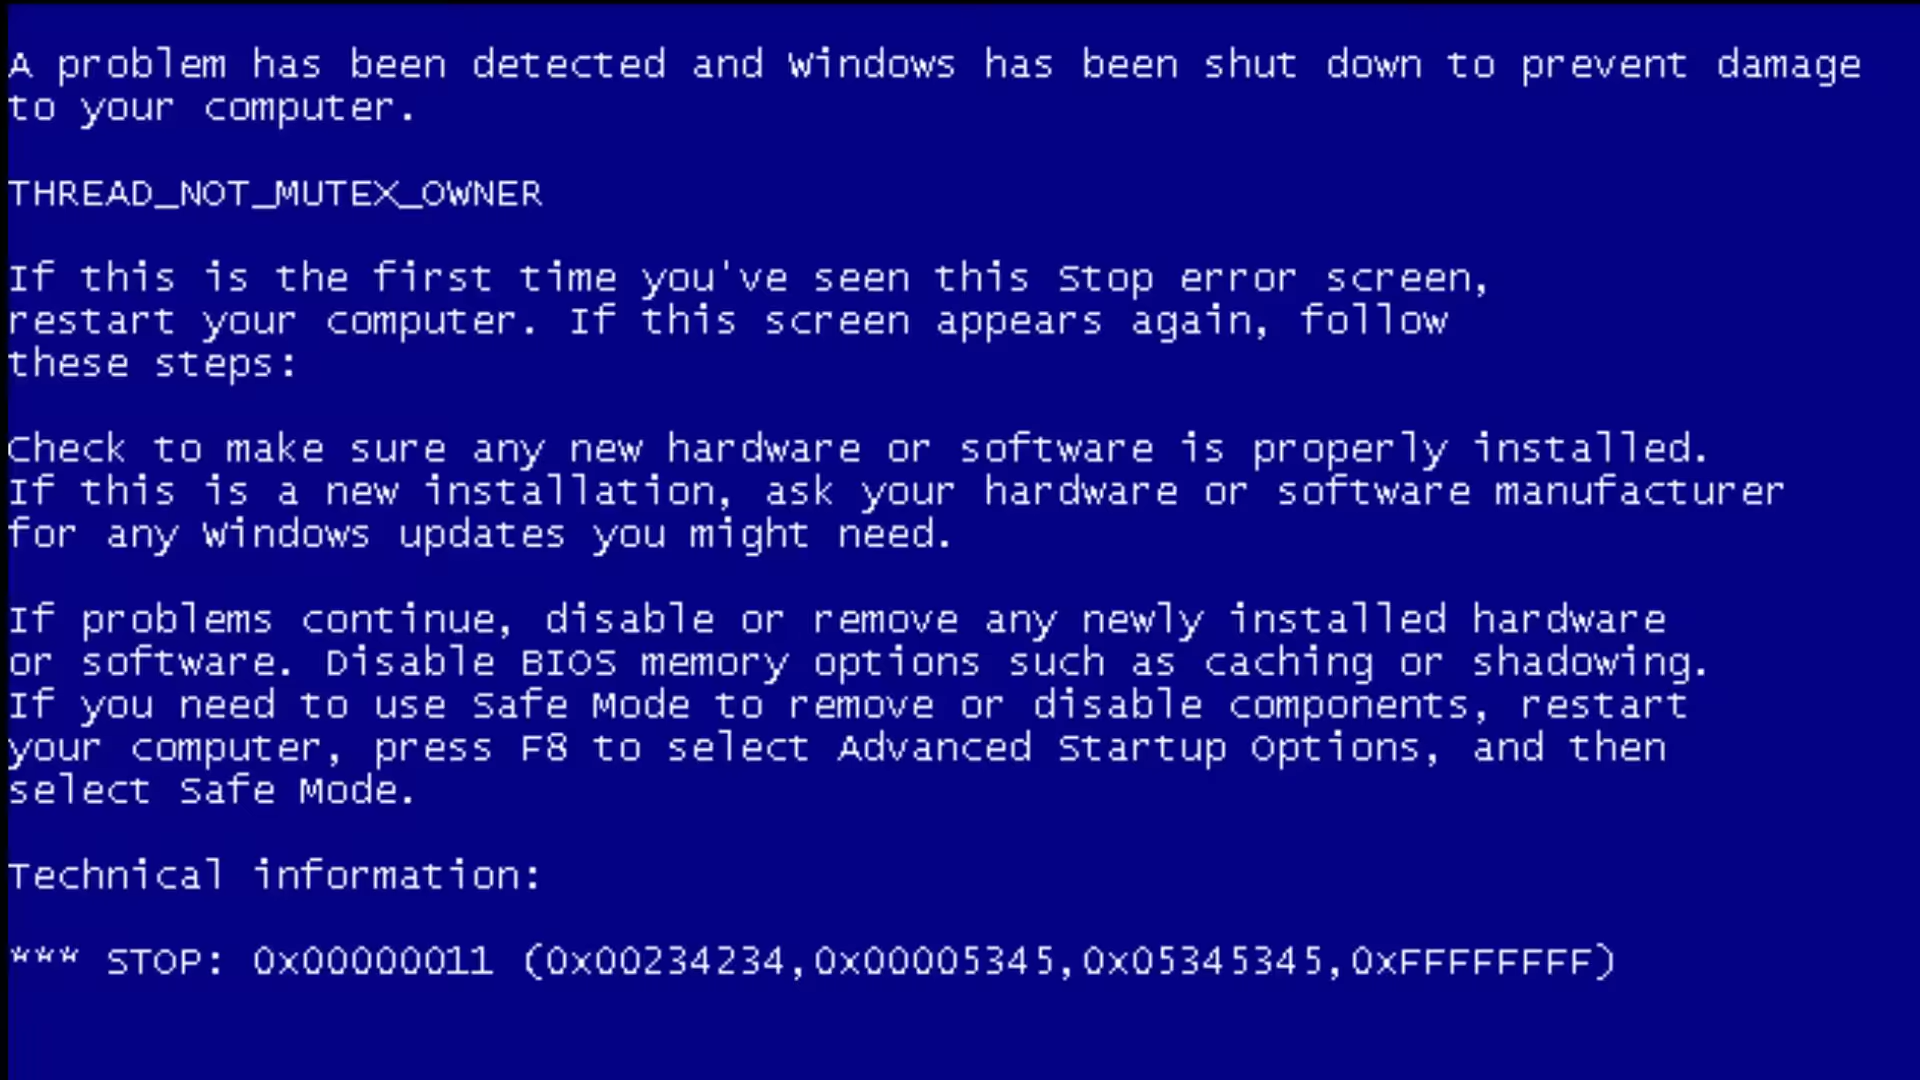 A problem has been detected and Windows has been shut down to prevent damage
to your computer.
THREAD_NOT_MUTEX_OWNER
If this is the first time you've seen this Stop error screen,
restart your computer. If this screen appears again, follow
these steps:
Check to make sure any new hardware or software is properly installed.
If this is a new installation, ask your hardware or software manufacturer
for any Windows updates you might need.
If problems continue, disable or remove any newly installed hardware
or software. Disable BIOS memory options such as caching or shadowing.
If you need to use Safe Mode to remove or disable components, restart
your computer, press F8 to select Advanced Startup Options, and then
select Safe Mode.
Technical information:
*** STOP: 0x00000011 (0x00234234,0x00005345,0x05345345,0xFFFFFFFF)